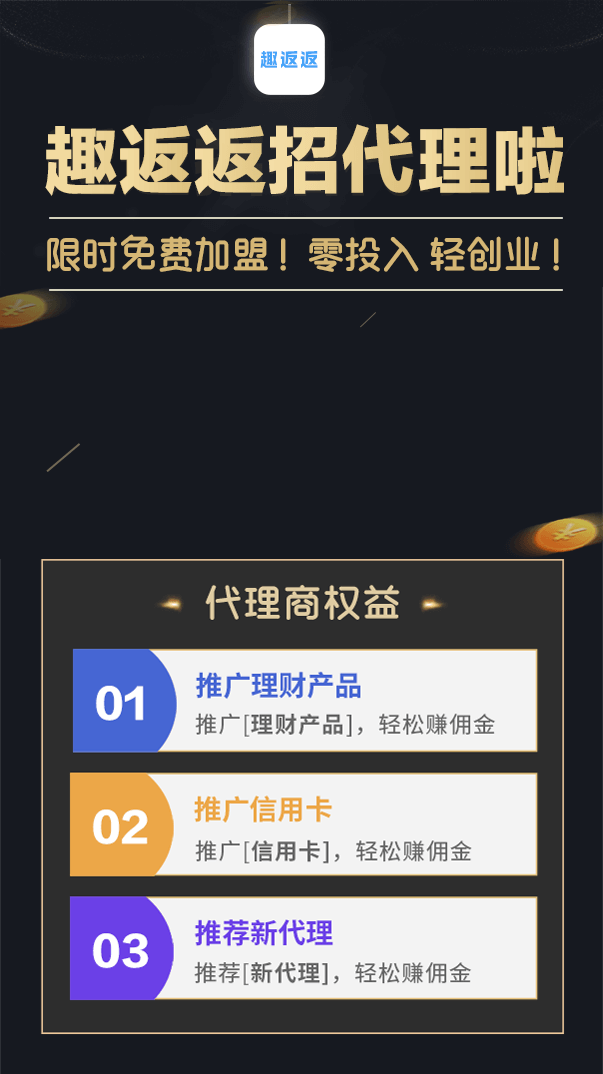 趣返返
趣返返招代理啦
限时免费加盟！零投入 轻创业！
代理商权益
01
推广理财产品
推广[理财产品]，轻松赚佣金
02
推广信用卡
推广[信用卡]，轻松赚佣金
03
推荐新代理
推荐[新代理]，轻松赚佣金